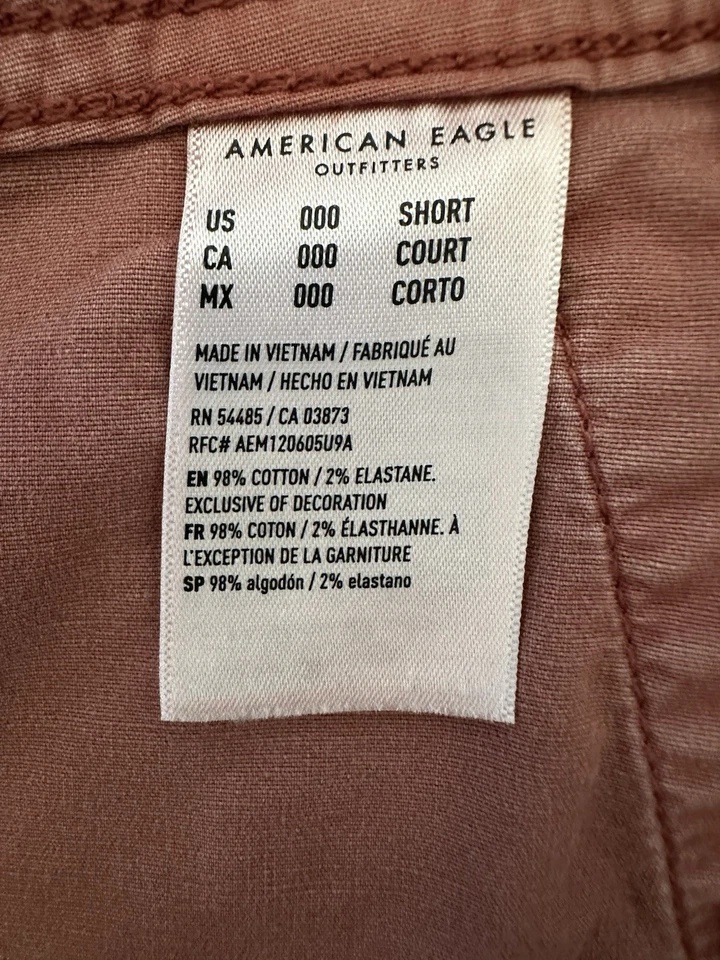 AMERICAN EAGLE
OUTFITTERS
US 000 SHORT
CA 000 COURT
MX 000 CORTO
MADE IN VIETNAM / FABRIQUÉ AU
VIETNAM / HECHO EN VIETNAM
RN 54485 / CA 03873
RFC# AEM120605U9A
EN 98% COTTON / 2% ELASTANE.
EXCLUSIVE OF DECORATION
FR 98% COTON / 2% ÉLASTHANNE. À
L'EXCEPTION DE LA GARNITURE
SP 98% algodón / 2% elastano